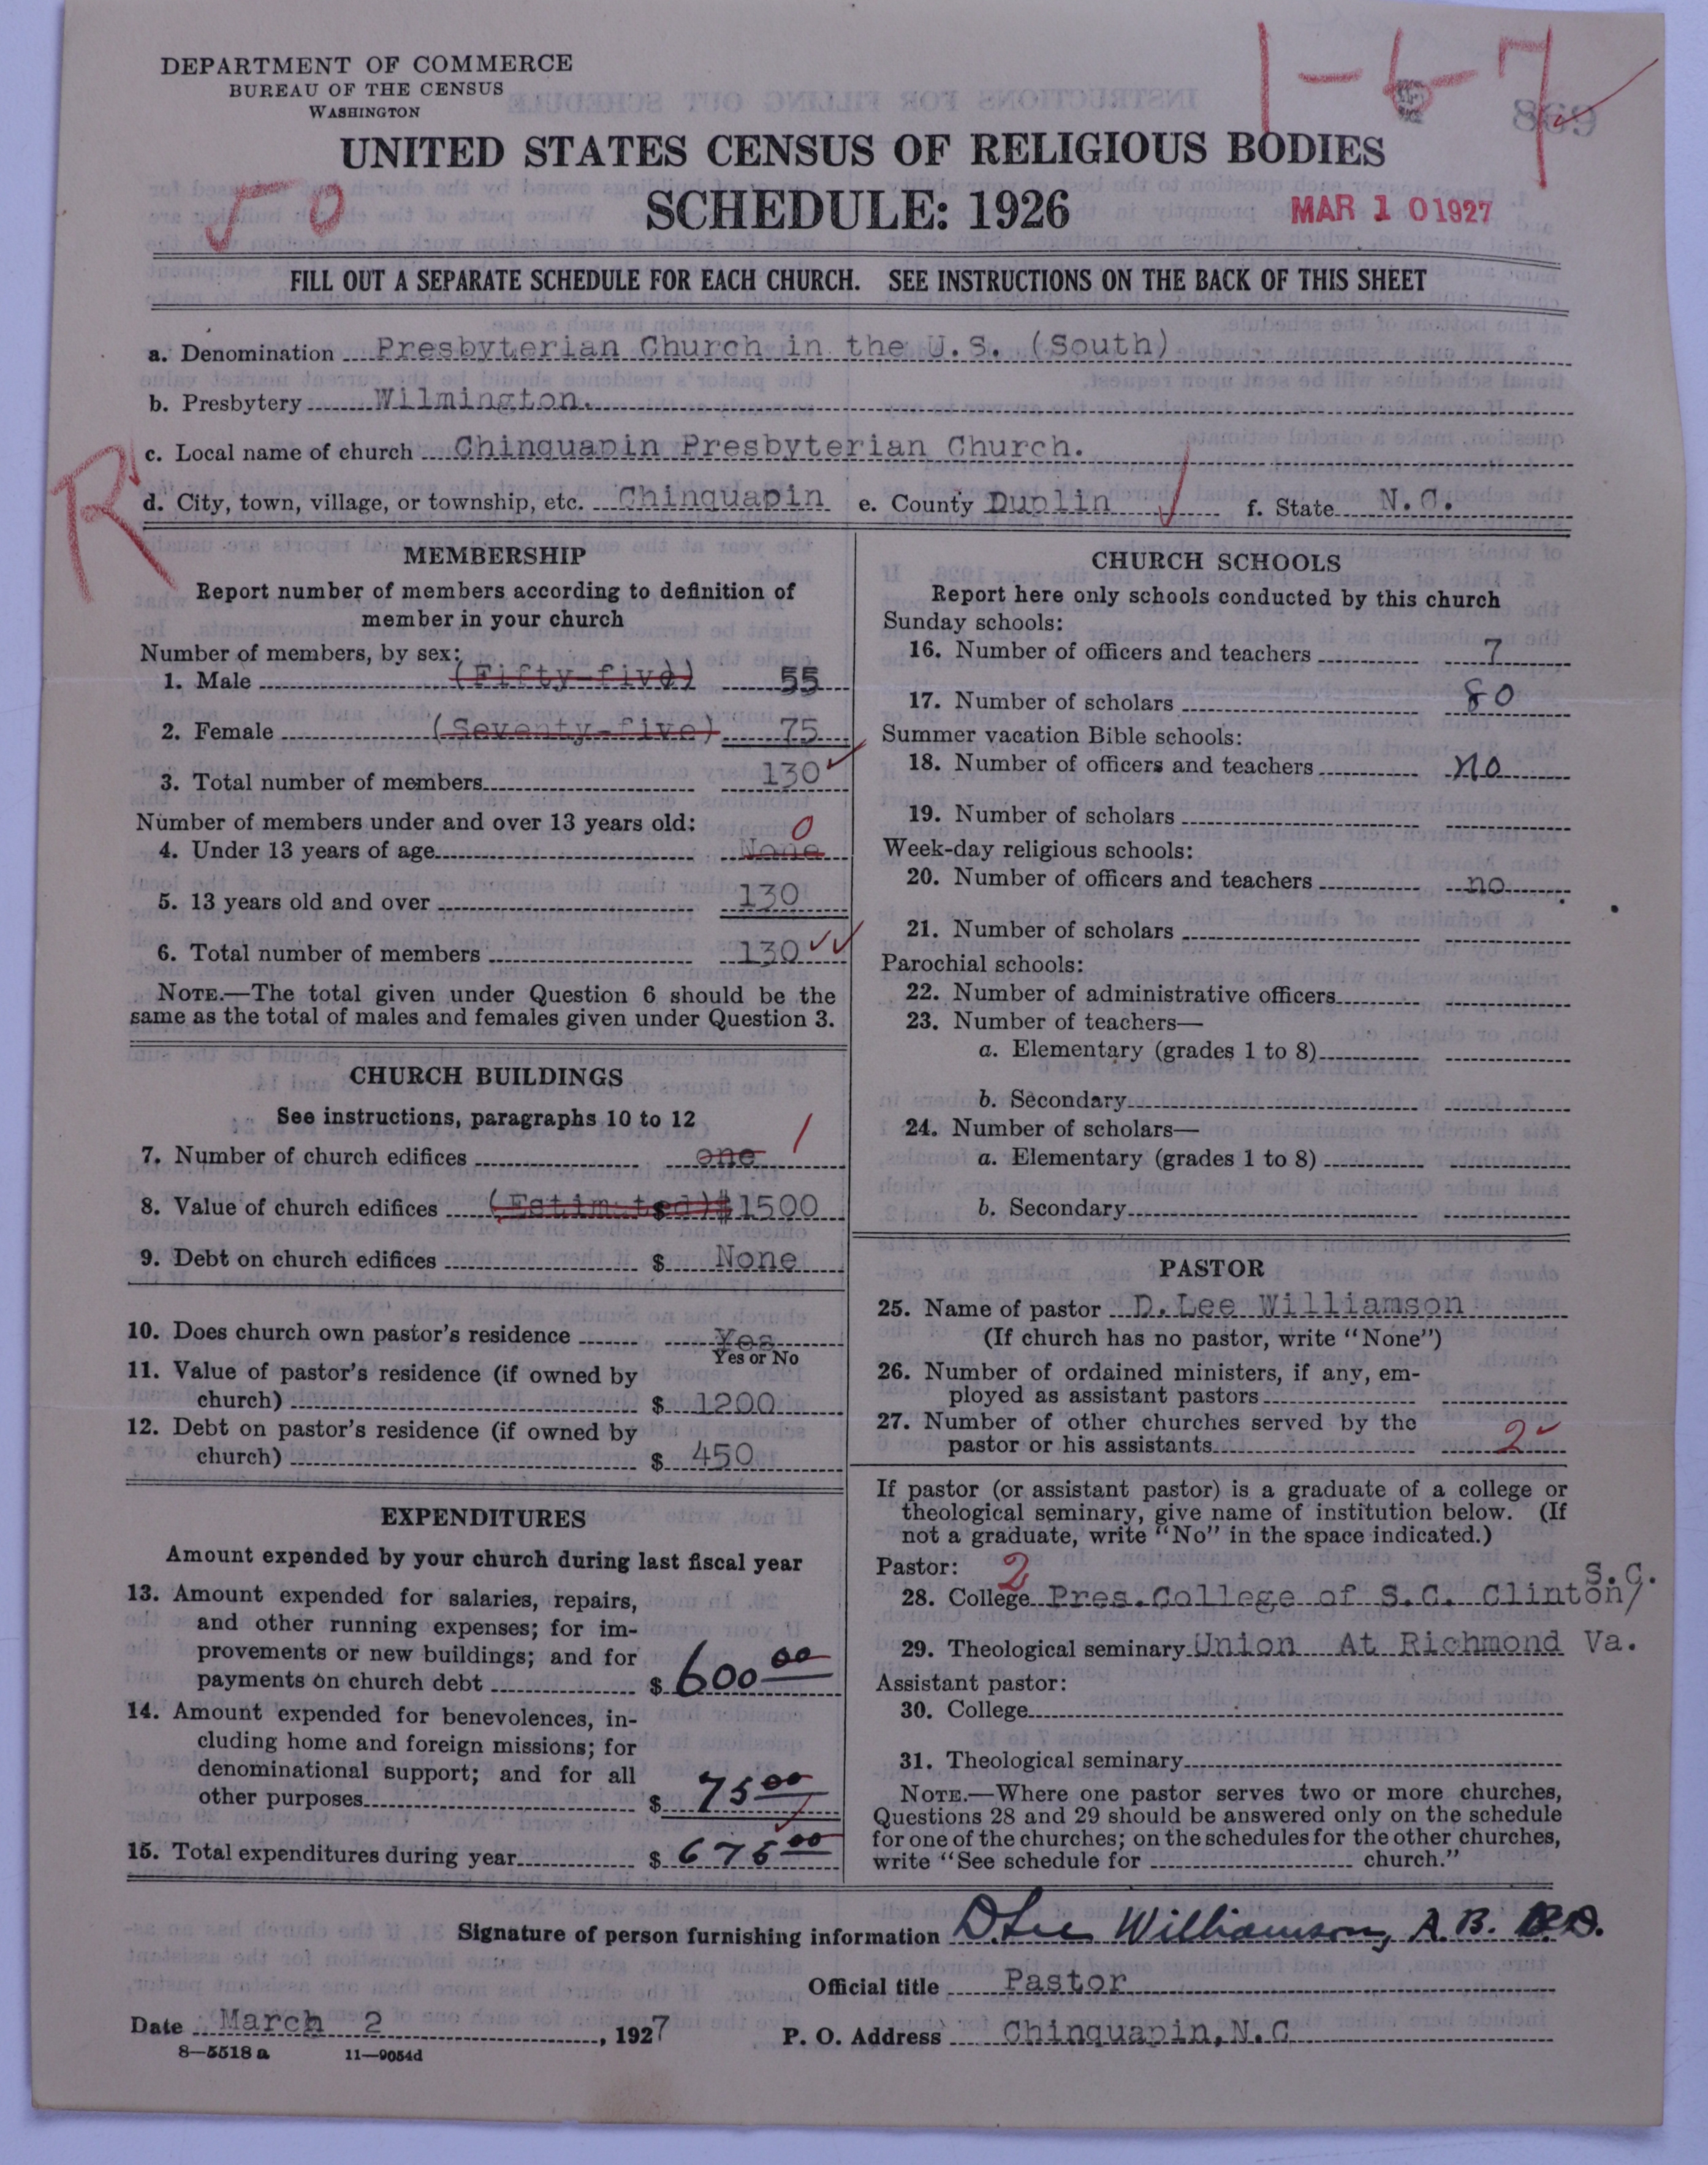 DEPARTMENT OF COMMERCE
BUREAU OF THE CENSUS
WASHINGTON
1-6-7
869
UNITED STATES CENSUS OF RELIGIOUS BODIES
50
SCHEDULE: 1926
MAR 10 1927
FILL OUT A SEPARATE SCHEDULE FOR EACH CHURCH. SEE INSTRUCTIONS ON THE BACK OF THIS SHEET
a. Denomination Presbyterian Church in the U.S. (South)
b. Presbytery Wilmington.
R
c. Local name of church Chinquapin Presbyterian Church.
d. City, town, village, or township, etc. Chinquapin e. County Duplin f. State N.C.
MEMBERSHIP
Report number of members according to definition of
member in your church
Number of members, by sex:
1. Male (Fifty-five) 55
2. Female (Seventy-five) 75
3. Total number of members 130
Number of members under and over 13 years old:
0
4. Under 13 years of age None
5. 13 years old and over 130
6. Total number of members 130
NOTE.—The total given under Question 6 should be the
same as the total of males and females given under Question 3.
CHURCH BUILDINGS
See instructions, paragraphs 10 to 12
7. Number of church edifices one 1
8. Value of church edifices (Estimated) $1500
9. Debt on church edifices $ None
10. Does church own pastor's residence Yes
Yes or No
11. Value of pastor's residence (if owned by
church) $ 1200
12. Debt on pastor's residence (if owned by
church) $ 450
EXPENDITURES
Amount expended by your church during last fiscal year
13. Amount expended for salaries, repairs,
and other running expenses; for im-
provements or new buildings; and for
payments on church debt $ 600 00
14. Amount expended for benevolences, in-
cluding home and foreign missions; for
denominational support; and for all
other purposes $ 75 00
15. Total expenditures during year $ 675 00
CHURCH SCHOOLS
Report here only schools conducted by this church
Sunday schools:
16. Number of officers and teachers 7
17. Number of scholars 80
Summer vacation Bible schools:
18. Number of officers and teachers no
19. Number of scholars
Week-day religious schools:
20. Number of officers and teachers no
21. Number of scholars
Parochial schools:
22. Number of administrative officers
23. Number of teachers—
a. Elementary (grades 1 to 8)
b. Secondary
24. Number of scholars—
a. Elementary (grades 1 to 8)
b. Secondary
PASTOR
25. Name of pastor D. Lee Williamson
(If church has no pastor, write "None")
26. Number of ordained ministers, if any, em-
ployed as assistant pastors
27. Number of other churches served by the
pastor or his assistants 2
If pastor (or assistant pastor) is a graduate of a college or
theological seminary, give name of institution below. (If
not a graduate, write "No" in the space indicated.)
Pastor: 2
28. College Pres. College of S.C. Clinton/ S.C.
29. Theological seminary Union At Richmond Va.
Assistant pastor:
30. College
31. Theological seminary
NOTE.—Where one pastor serves two or more churches,
Questions 28 and 29 should be answered only on the schedule
for one of the churches; on the schedules for the other churches,
write "See schedule for church."
Signature of person furnishing information D. Lee Williamson, A.B. B.D.
Official title Pastor
Date March 2, 1927 P. O. Address Chinquapin, N.C
8—5518 a 11—9054d